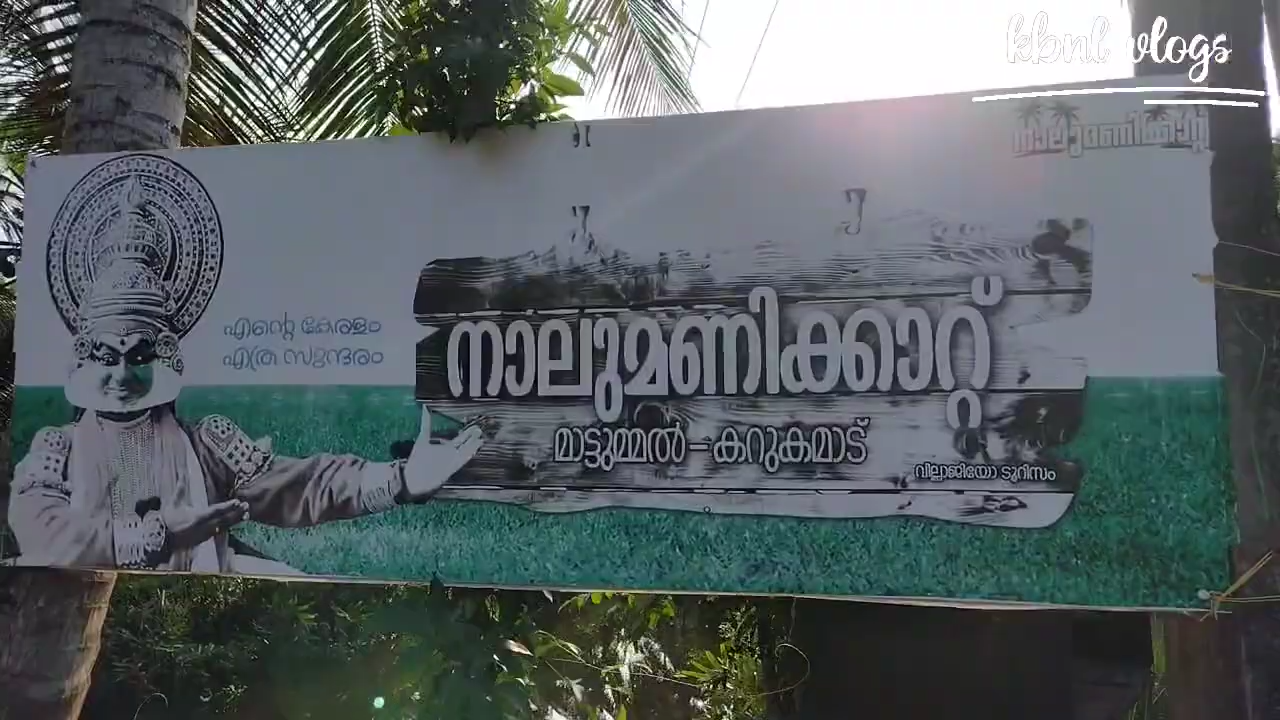 kbnl vlogs
നാലുമണിക്കാറ്റ്
എന്റെ കേരളം
എത്ര സുന്ദരം
നാലുമണിക്കാറ്റ്
മാട്ടുമ്മൽ - കറുകമാട്
വില്ലാജിയോ ടൂറിസം